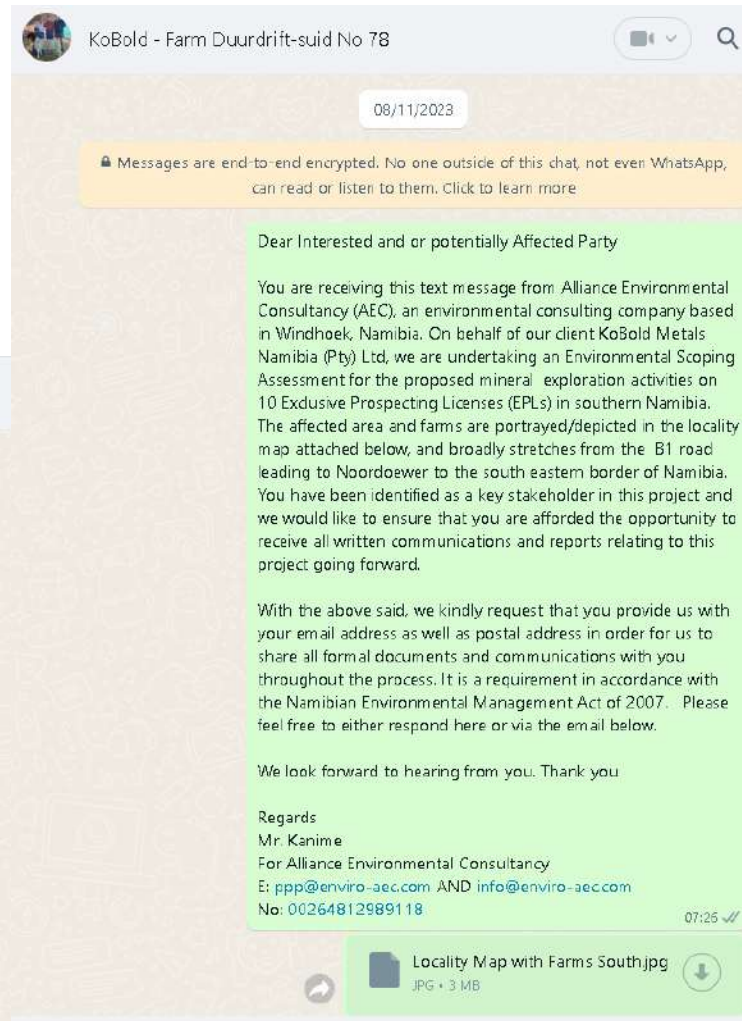 KoBold - Farm Duurdrift-suid No 78
08/11/2023
Messages are end-to-end encrypted. No one outside of this chat, not even WhatsApp,
can read or listen to them. Click to learn more
Dear Interested and or potentially Affected Party
You are receiving this text message from Alliance Environmental
Consultancy (AEC), an environmental consulting company based
in Windhoek, Namibia. On behalf of our client KoBold Metals
Namibia (Pty) Ltd, we are undertaking an Environmental Scoping
Assessment for the proposed mineral exploration activities on
10 Exclusive Prospecting Licenses (EPLs) in southern Namibia.
The affected area and farms are portrayed/depicted in the locality
map attached below, and broadly stretches from the B1 road
leading to Noordoewer to the south eastern border of Namibia.
You have been identified as a key stakeholder in this project and
we would like to ensure that you are afforded the opportunity to
receive all written communications and reports relating to this
project going forward.
With the above said, we kindly request that you provide us with
your email address as well as postal address in order for us to
share all formal documents and communications with you
throughout the process. It is a requirement in accordance with
the Namibian Environmental Management Act of 2007. Please
feel free to either respond here or via the email below.
We look forward to hearing from you. Thank you
Regards
Mr. Kanime
For Alliance Environmental Consultancy
E: ppp@enviro-aec.com AND info@enviro-aec.com
No: 00264812989118
07:26
Locality Map with Farms South.jpg
JPG • 3 MB